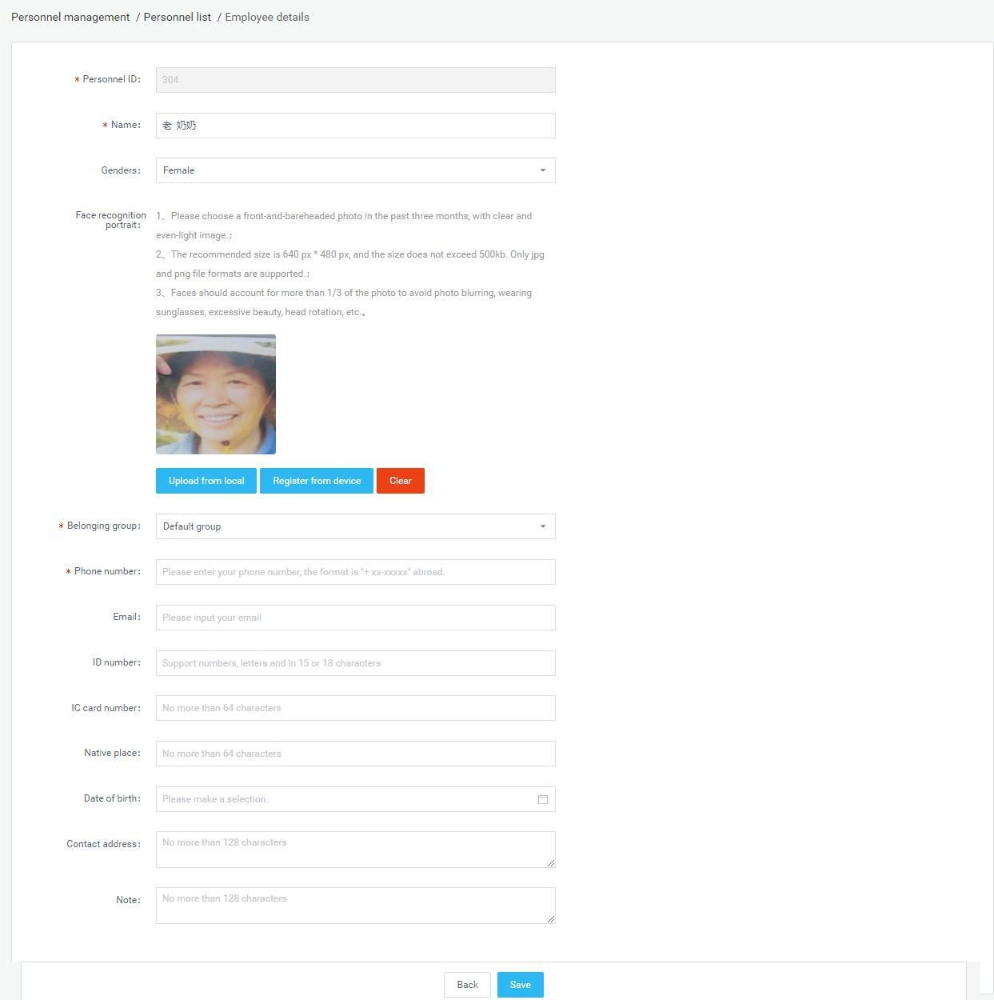 Personnel management / Personnel list / Employee details
* Personnel ID: 304
* Name: 老 奶奶
Genders: Female
Face recognition portrait:
1、Please choose a front-and-bareheaded photo in the past three months, with clear and
even-light image.;
2、The recommended size is 640 px * 480 px, and the size does not exceed 500kb. Only jpg
and png file formats are supported.;
3、Faces should account for more than 1/3 of the photo to avoid photo blurring, wearing
sunglasses, excessive beauty, head rotation, etc.。
Upload from local Register from device Clear
* Belonging group: Default group
* Phone number: Please enter your phone number, the format is "+ xx-xxxxx" abroad.
Email: Please input your email
ID number: Support numbers, letters and in 15 or 18 characters
IC card number: No more than 64 characters
Native place: No more than 64 characters
Date of birth: Please make a selection.
Contact address: No more than 128 characters
Note: No more than 128 characters
Back Save